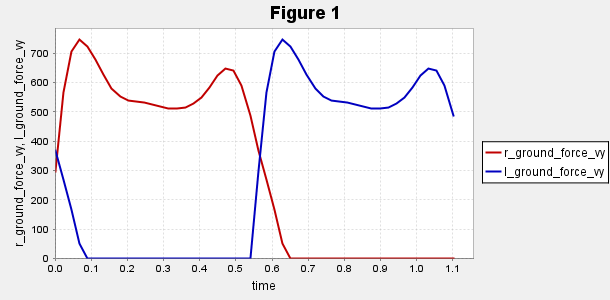 Figure 1
r_ground_force_vy, l_ground_force_vy
700
600
500
400
300
200
100
0
0.0 0.1 0.2 0.3 0.4 0.5 0.6 0.7 0.8 0.9 1.0 1.1
time
r_ground_force_vy
l_ground_force_vy